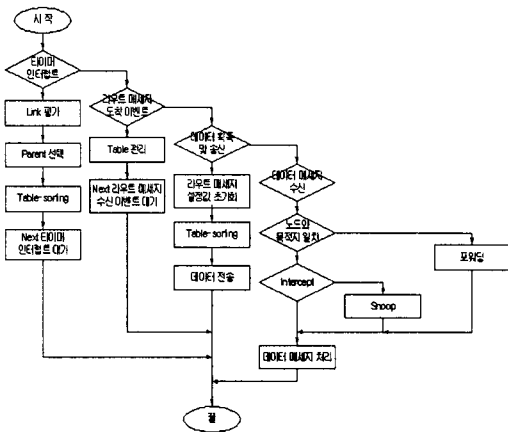 시 작
타이머
인터럽트
Link 평가
Parent 선택
Table-sorting
Next 타이머
인터럽트 대기
라우트 메세지
도착 이벤트
Table 관리
Next 라우트 메세지
수신 이벤트 대기
데이터 획득
및 송신
라우트 메세지
설정값 초기화
Table-sorting
데이터 전송
데이터 메세지
수신
노드와
목적지 일치
Intercept
포워딩
Snoop
데이터 메세지 처리
끝